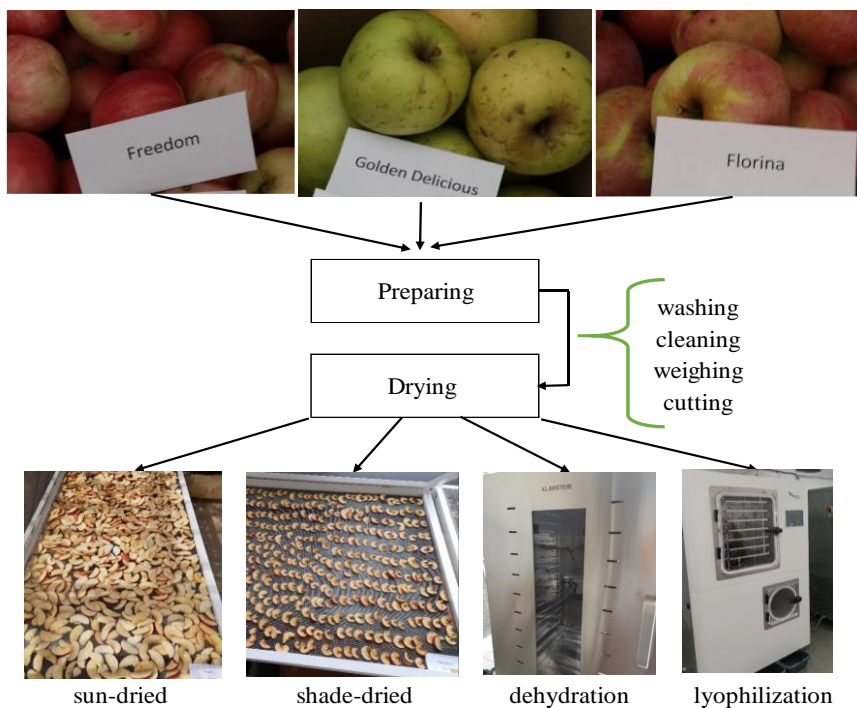 Freedom
Golden Delicious
Florina
Preparing
washing
cleaning
weighing
cutting
Drying
KLARSTEIN
sun-dried
shade-dried
dehydration
lyophilization